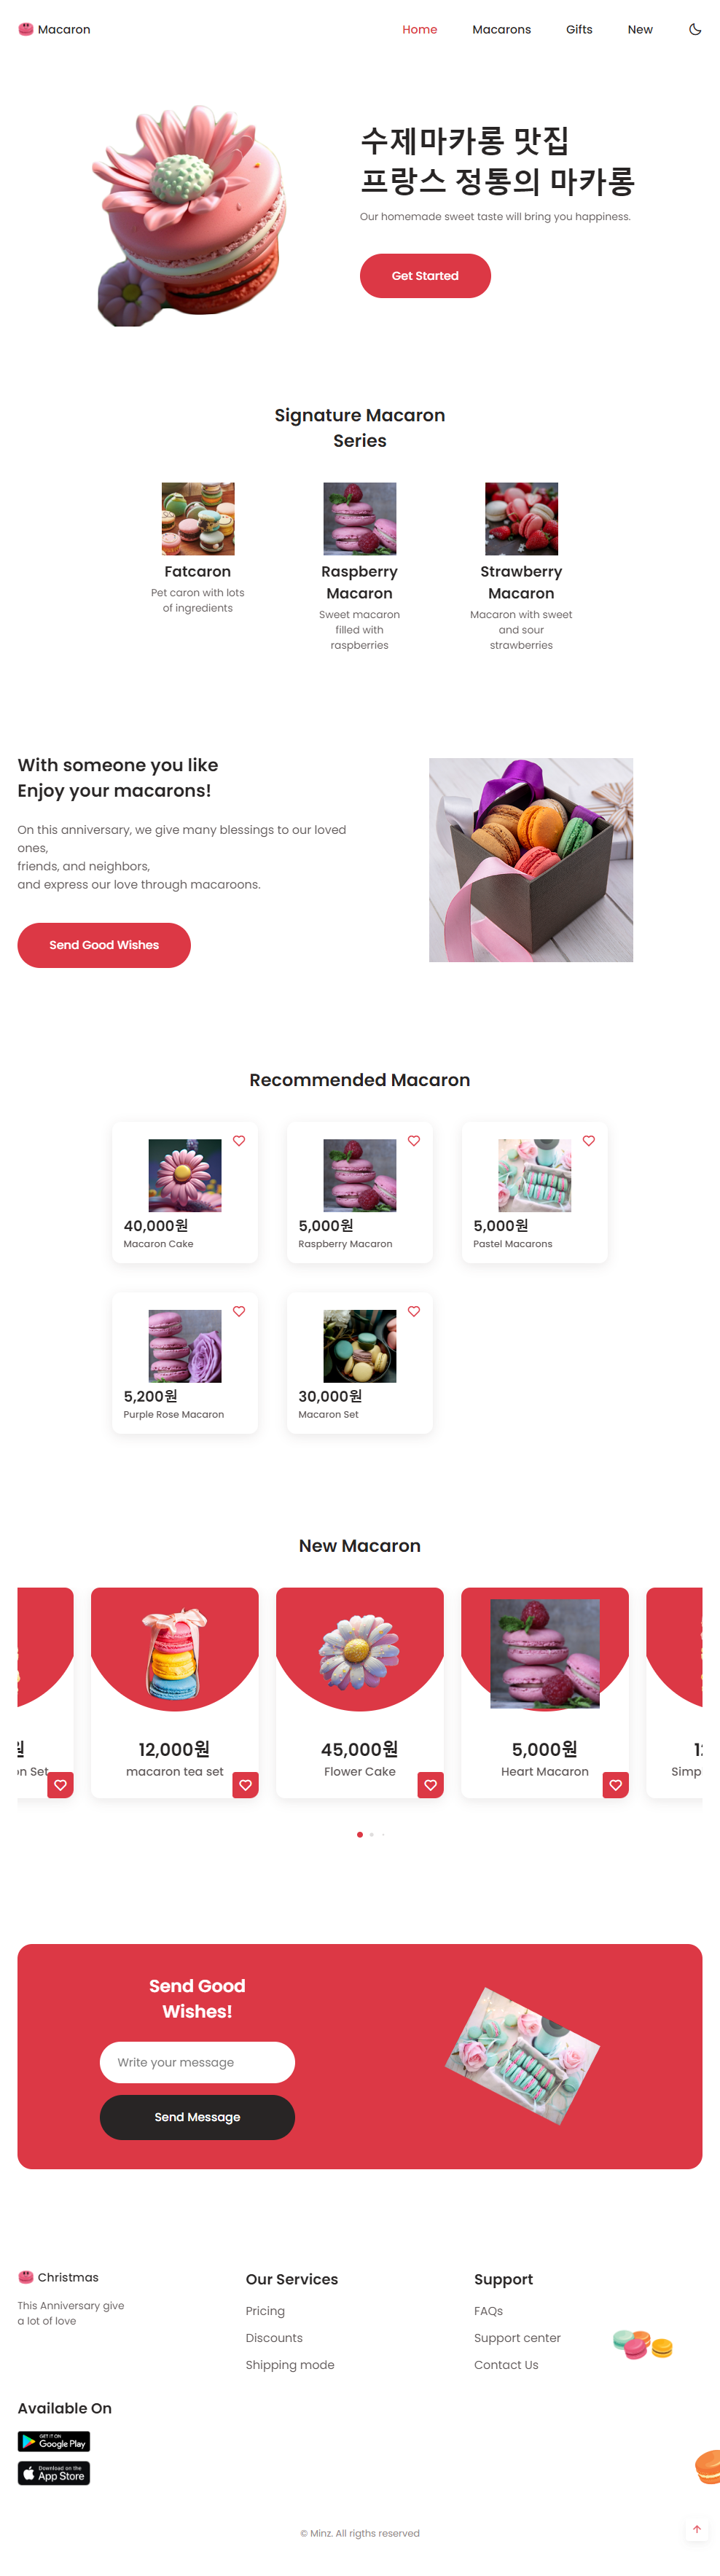 Macaron
Home
Macarons
Gifts
New
수제마카롱 맛집
프랑스 정통의 마카롱
Our homemade sweet taste will bring you happiness.
Get Started
Signature Macaron
Series
Fatcaron
Pet caron with lots
of ingredients
Raspberry
Macaron
Sweet macaron
filled with
raspberries
Strawberry
Macaron
Macaron with sweet
and sour
strawberries
With someone you like
Enjoy your macarons!
On this anniversary, we give many blessings to our loved
ones,
friends, and neighbors,
and express our love through macaroons.
Send Good Wishes
Recommended Macaron
40,000원
Macaron Cake
5,000원
Raspberry Macaron
5,000원
Pastel Macarons
5,200원
Purple Rose Macaron
30,000원
Macaron Set
New Macaron
원
on Set
12,000원
macaron tea set
45,000원
Flower Cake
5,000원
Heart Macaron
Simp
Send Good
Wishes!
Write your message
Send Message
Christmas
This Anniversary give
a lot of love
Our Services
Pricing
Discounts
Shipping mode
Support
FAQs
Support center
Contact Us
Available On
GET IT ON
Google Play
Download on the
App Store
© Minz. All rigths reserved